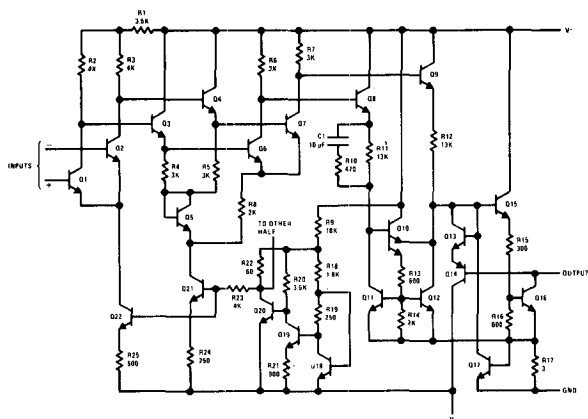 R1
3.6K
R2
4K
R3
4K
R6
3K
R7
3K
V+
Q9
Q4
Q8
Q3
Q7
R12
13K
C1
R11
13K
Q2
Q6
INPUTS
−
+
Q1
R4
3K
R5
3K
R10
470
Q15
Q5
R8
2K
R9
18K
Q10
Q13
R15
300
TO OTHER
HALF
Q14
OUTPUT
R22
60
R20
3.6K
R18
1.8K
R13
600
Q16
Q21
R23
4K
Q20
R19
250
Q11
R14
2K
Q12
R16
600
Q22
Q19
Q18
Q17
R17
3
R25
500
R24
250
R21
900
GND